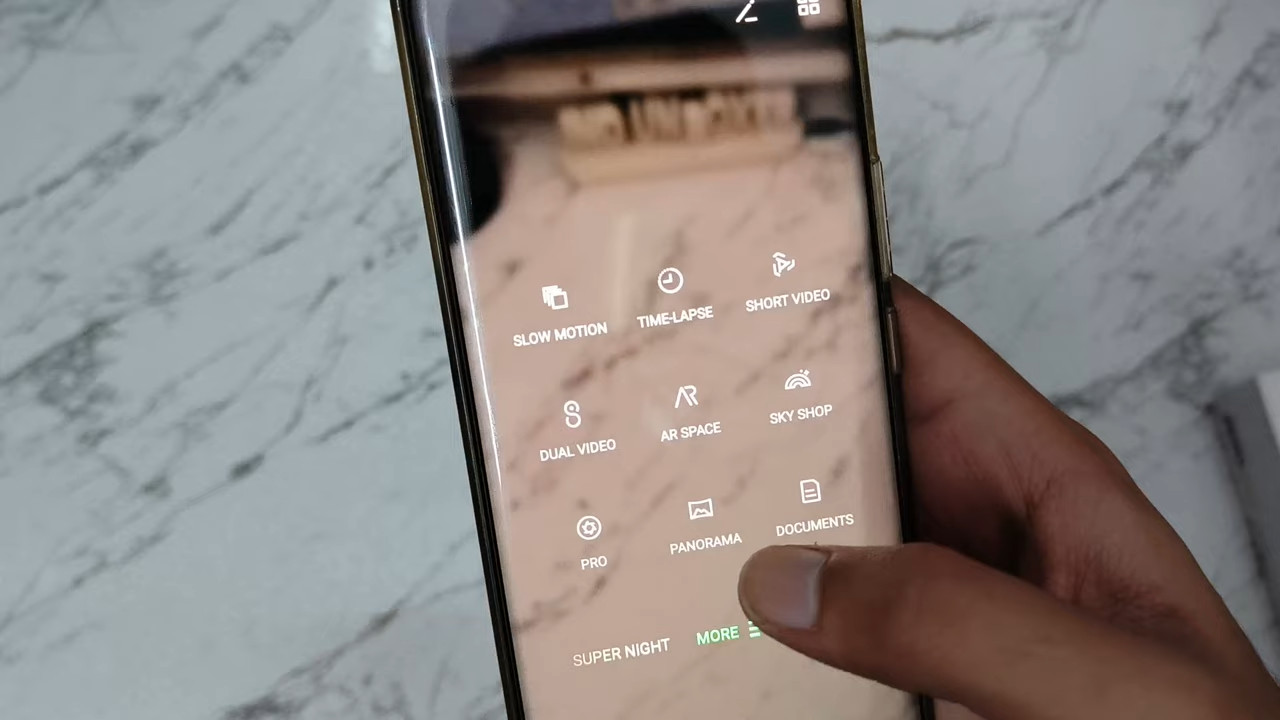 SLOW MOTION
TIME-LAPSE
SHORT VIDEO
DUAL VIDEO
AR SPACE
SKY SHOP
PRO
PANORAMA
DOCUMENTS
SUPER NIGHT
MORE